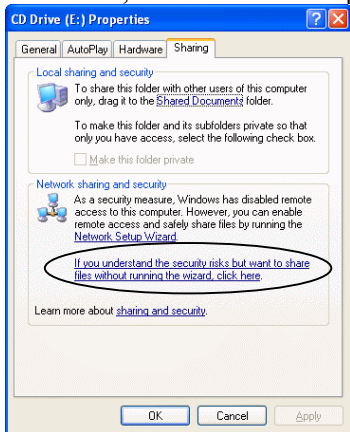 CD Drive (E:) Properties
General AutoPlay Hardware Sharing
Local sharing and security
To share this folder with other users of this computer
only, drag it to the Shared Documents folder.
To make this folder and its subfolders private so that
only you have access, select the following check box.
Make this folder private
Network sharing and security
As a security measure, Windows has disabled remote
access to this computer. However, you can enable
remote access and safely share files by running the
Network Setup Wizard.
If you understand the security risks but want to share
files without running the wizard, click here.
Learn more about sharing and security.
OK Cancel Apply